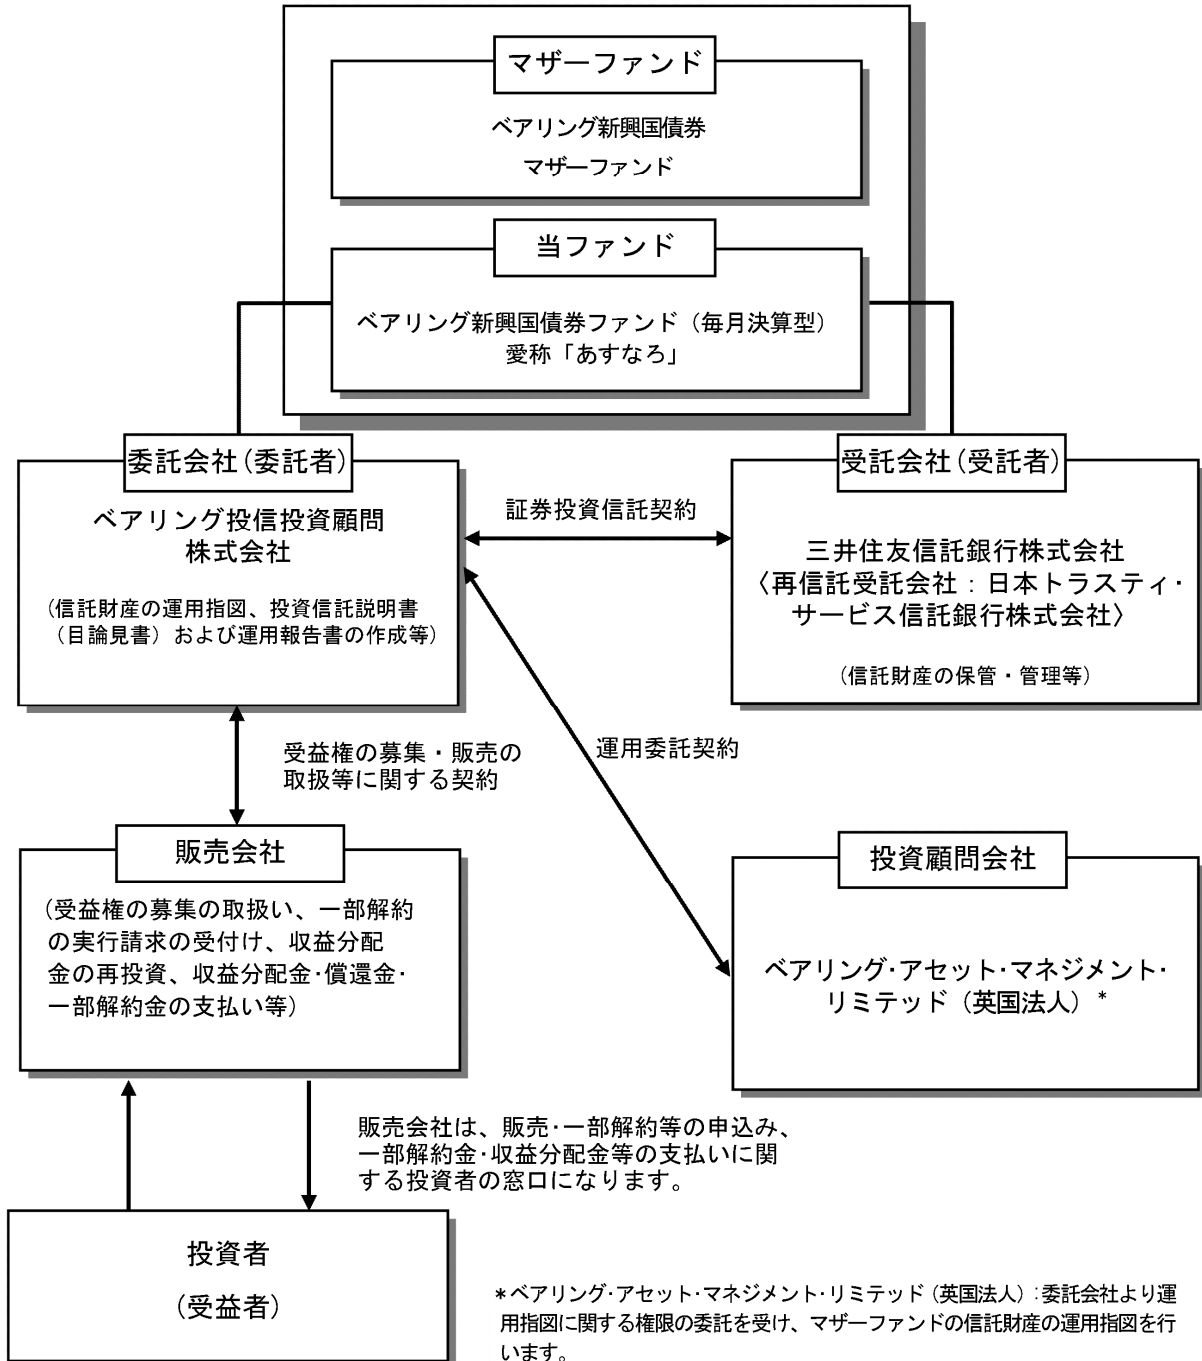 マザーファンド
ベアリング新興国債券
マザーファンド
当ファンド
ベアリング新興国債券ファンド（毎月決算型）
愛称「あすなろ」
委託会社(委託者)
ベアリング投信投資顧問
株式会社
(信託財産の運用指図、投資信託説明書
（目論見書）および運用報告書の作成等)
証券投資信託契約
受託会社(受託者)
三井住友信託銀行株式会社
〈再信託受託会社：日本トラスティ・
サービス信託銀行株式会社〉
(信託財産の保管・管理等)
受益権の募集・販売の
取扱等に関する契約
運用委託契約
販売会社
(受益権の募集の取扱い、一部解約
の実行請求の受付け、収益分配
金の再投資、収益分配金･償還金･
一部解約金の支払い等)
投資顧問会社
ベアリング･アセット･マネジメント･
リミテッド（英国法人）*
販売会社は、販売･一部解約等の申込み、
一部解約金･収益分配金等の支払いに関
する投資者の窓口になります。
投資者
(受益者)
*ベアリング･アセット･マネジメント･リミテッド（英国法人）:委託会社より運
用指図に関する権限の委託を受け、マザーファンドの信託財産の運用指図を行
います。